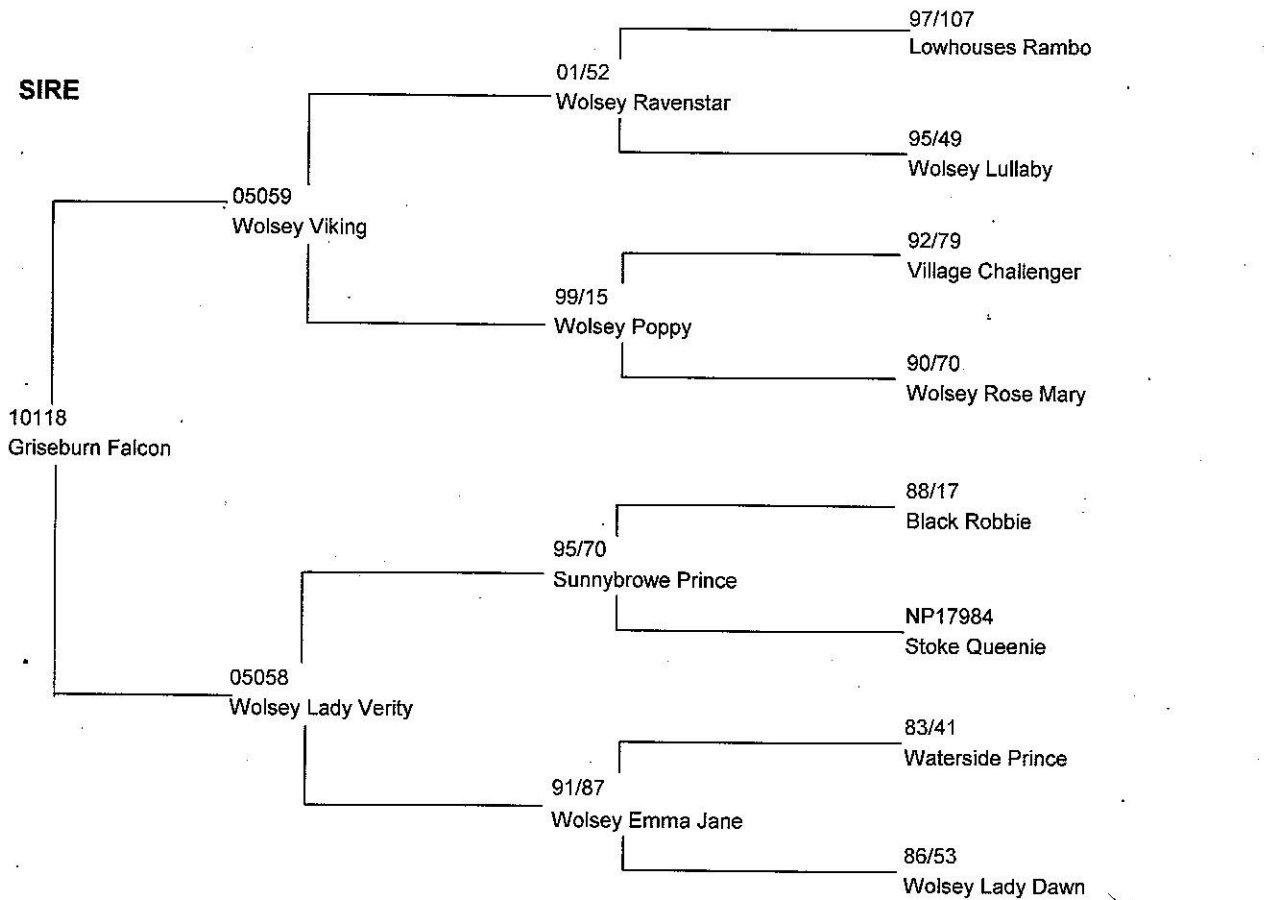 SIRE
10118
Griseburn Falcon
05059
Wolsey Viking
05058
Wolsey Lady Verity
01/52
Wolsey Ravenstar
99/15
Wolsey Poppy
95/70
Sunnybrowe Prince
91/87
Wolsey Emma Jane
97/107
Lowhouses Rambo
95/49
Wolsey Lullaby
92/79
Village Challenger
90/70
Wolsey Rose Mary
88/17
Black Robbie
NP17984
Stoke Queenie
83/41
Waterside Prince
86/53
Wolsey Lady Dawn